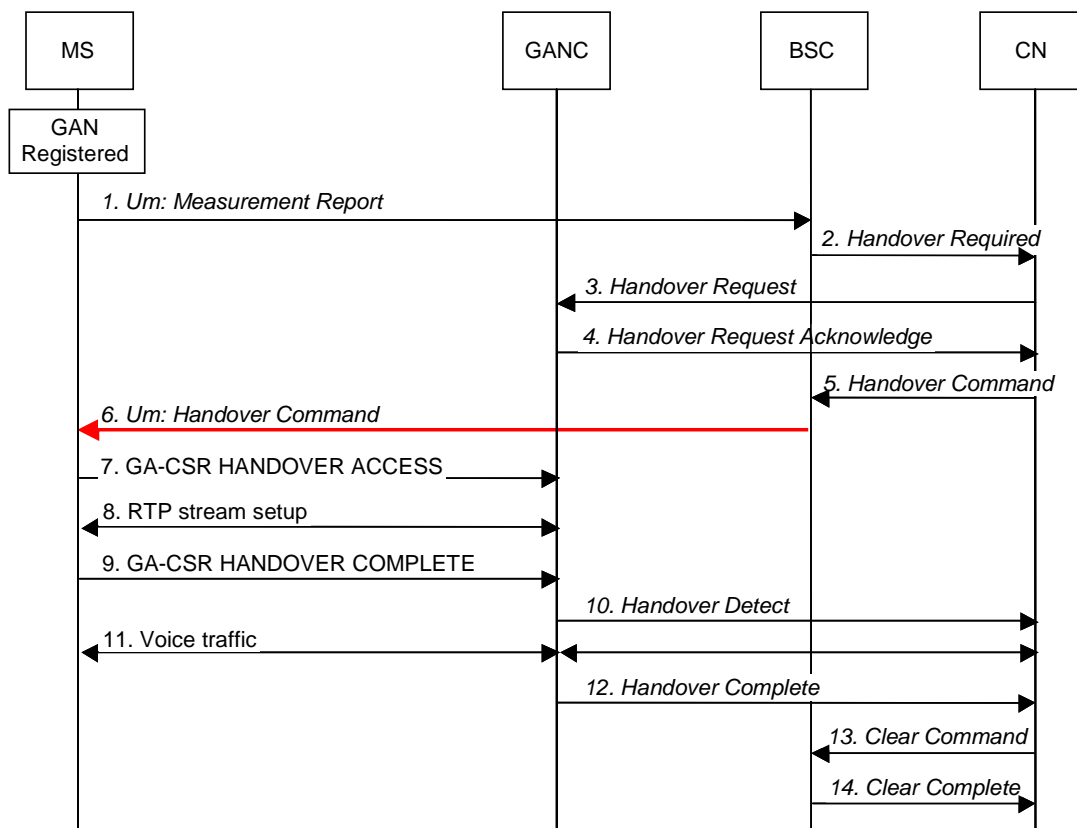 MS
GANC
BSC
CN
GAN
Registered
1. Um: Measurement Report
2. Handover Required
3. Handover Request
4. Handover Request Acknowledge
5. Handover Command
6. Um: Handover Command
7. GA-CSR HANDOVER ACCESS
8. RTP stream setup
9. GA-CSR HANDOVER COMPLETE
10. Handover Detect
11. Voice traffic
12. Handover Complete
13. Clear Command
14. Clear Complete